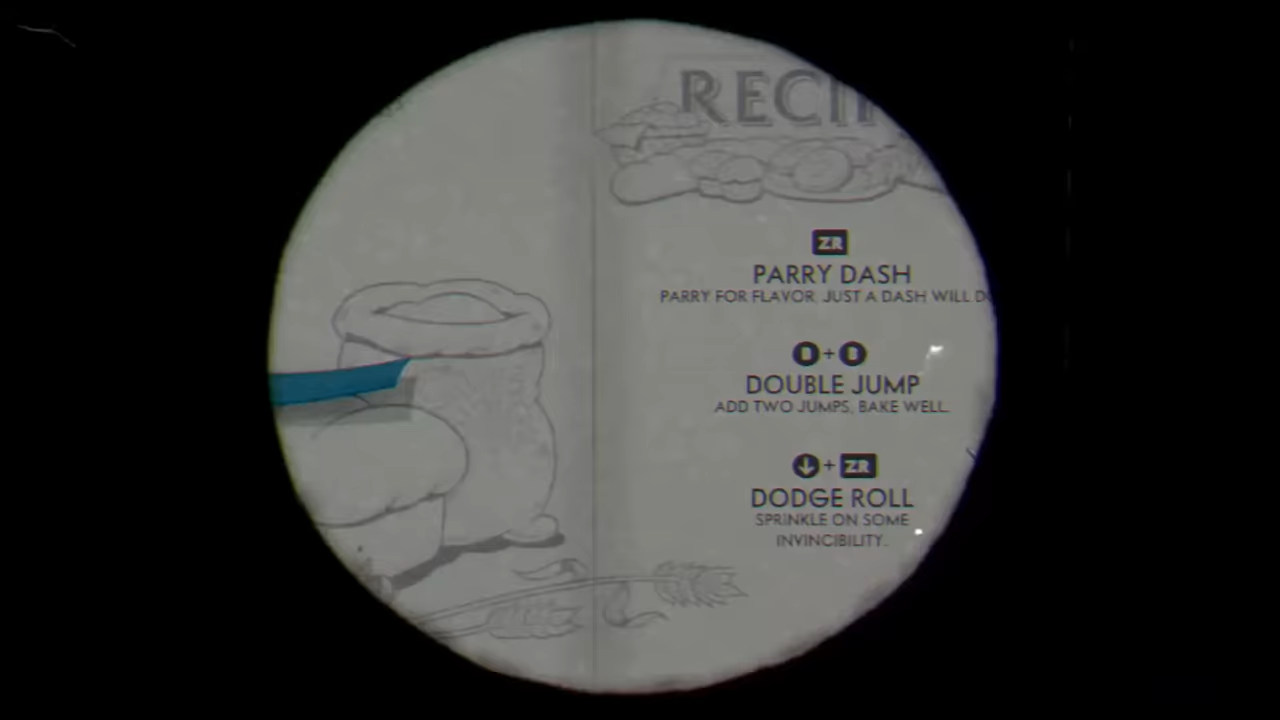 RECI
ZR
PARRY DASH
PARRY FOR FLAVOR. JUST A DASH WILL D
B + B
DOUBLE JUMP
ADD TWO JUMPS, BAKE WELL.
↓ + ZR
DODGE ROLL
SPRINKLE ON SOME
INVINCIBILITY.